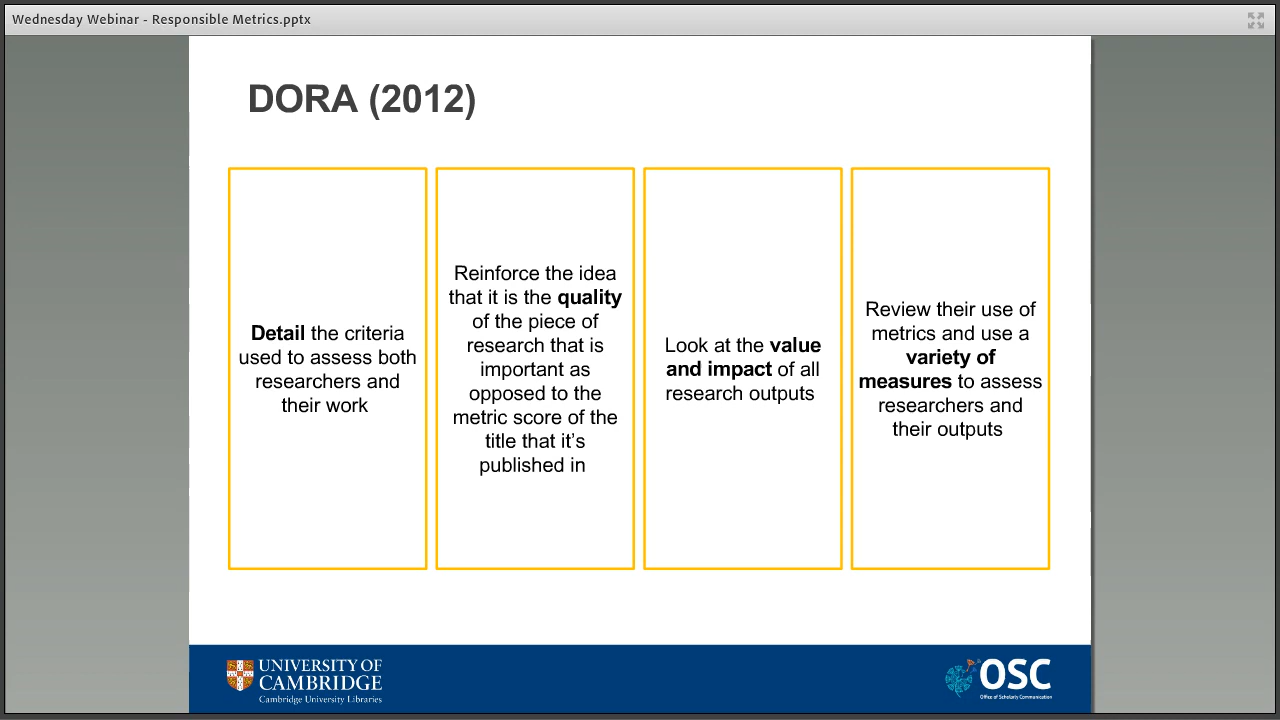 Wednesday Webinar - Responsible Metrics.pptx
DORA (2012)
Detail the criteria
used to assess both
researchers and
their work
Reinforce the idea
that it is the quality
of the piece of
research that is
important as
opposed to the
metric score of the
title that it's
published in
Look at the value
and impact of all
research outputs
Review their use of
metrics and use a
variety of
measures to assess
researchers and
their outputs
UNIVERSITY OF
CAMBRIDGE
Cambridge University Libraries
OSC
Office of Scholarly Communication